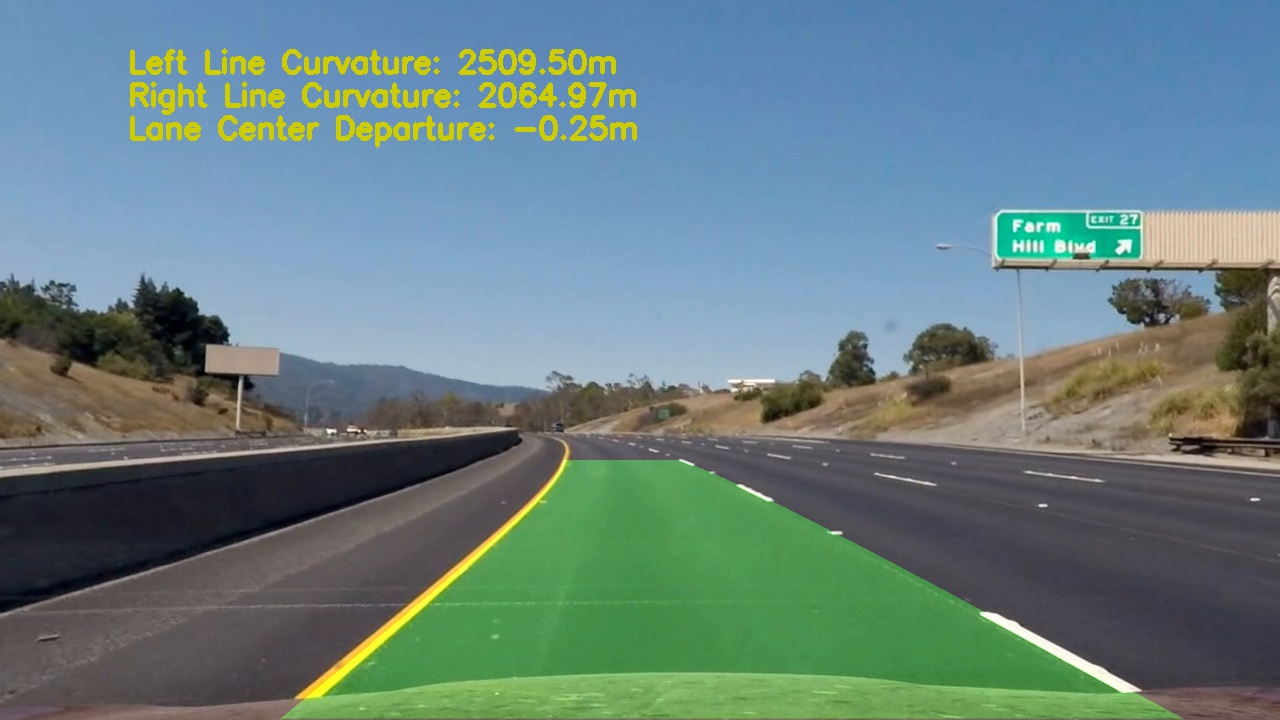 Left Line Curvature: 2509.50m
Right Line Curvature: 2064.97m
Lane Center Departure: -0.25m
EXIT 27
Farm
Hill Blvd